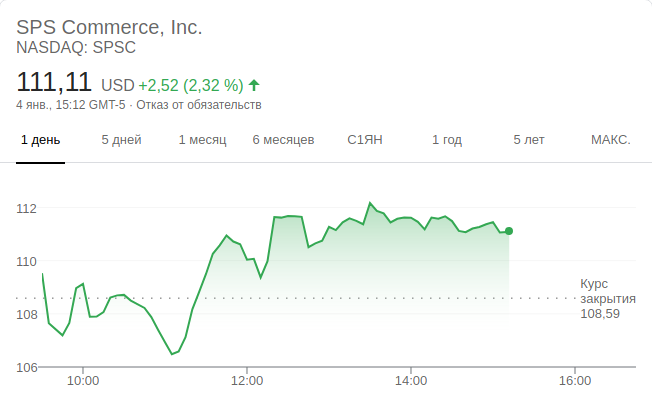 SPS Commerce, Inc.
NASDAQ: SPSC
111,11 USD +2,52 (2,32 %)
4 янв., 15:12 GMT-5 · Отказ от обязательств
1 день 5 дней 1 месяц 6 месяцев С1ЯН 1 год 5 лет МАКС.
112
110
Курс
закрытия
108,59
108
106
10:00 12:00 14:00 16:00